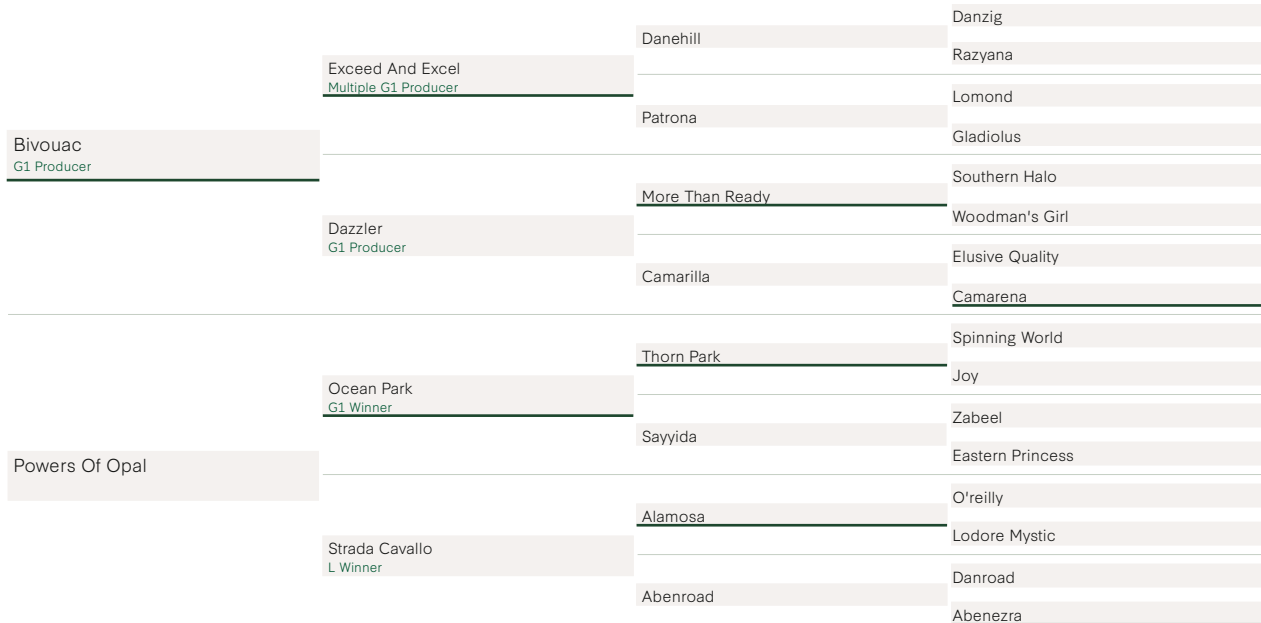 Bivouac
G1 Producer
Exceed And Excel
Multiple G1 Producer
Danehill
Danzig
Razyana
Patrona
Lomond
Gladiolus
Dazzler
G1 Producer
More Than Ready
Southern Halo
Woodman's Girl
Camarilla
Elusive Quality
Camarena
Powers Of Opal
Ocean Park
G1 Winner
Thorn Park
Spinning World
Joy
Sayyida
Zabeel
Eastern Princess
Strada Cavallo
L Winner
Alamosa
O'reilly
Lodore Mystic
Abenroad
Danroad
Abenezra